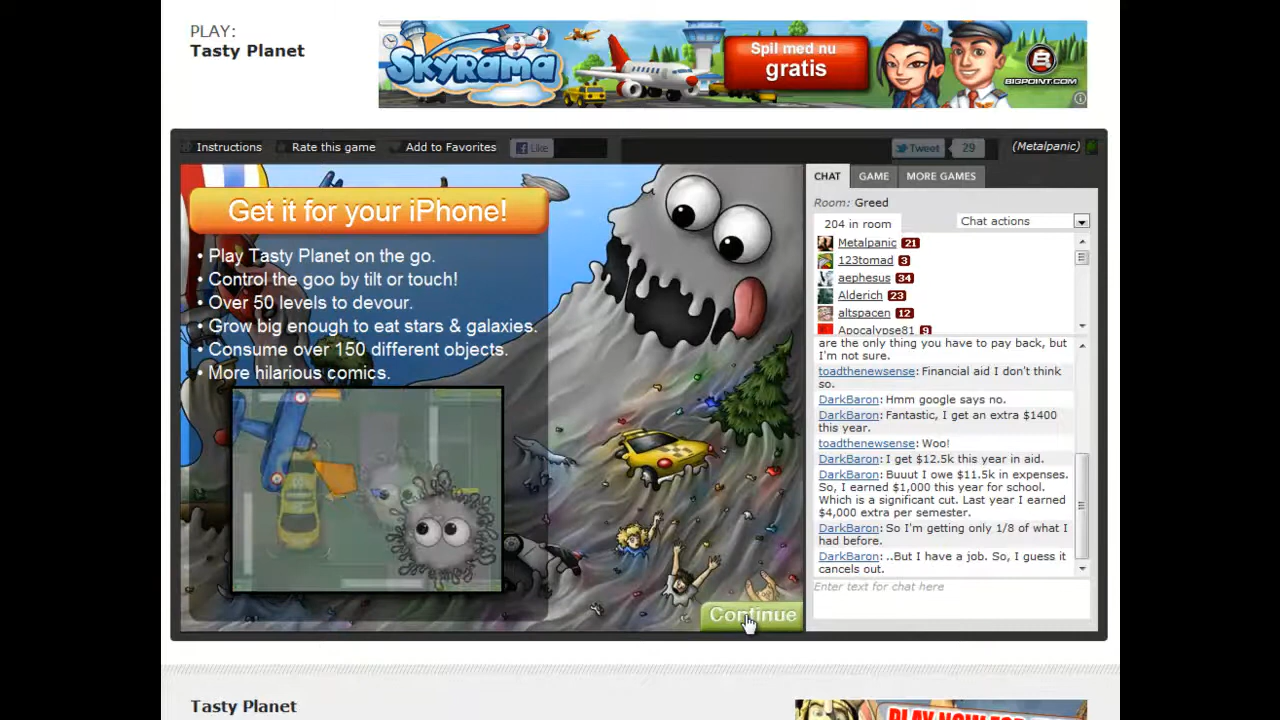 PLAY:
Tasty Planet
SKYRAMA
Spil med nu
gratis
B
BIGPOINT.COM
Instructions
Rate this game
Add to Favorites
Like
Tweet
29
(Metalpanic)
Get it for your iPhone!
• Play Tasty Planet on the go.
• Control the goo by tilt or touch!
• Over 50 levels to devour.
• Grow big enough to eat stars & galaxies.
• Consume over 150 different objects.
• More hilarious comics.
Continue
CHAT
GAME
MORE GAMES
Room: Greed
204 in room
Chat actions
Metalpanic 21
123tomad 3
aephesus 34
Alderich 23
altspacen 12
Apocalypse81 9
are the only thing you have to pay back, but
I'm not sure.
toadthenewsense: Financial aid I don't think
so.
DarkBaron: Hmm google says no.
DarkBaron: Fantastic, I get an extra $1400
this year.
toadthenewsense: Woo!
DarkBaron: I get $12.5k this year in aid.
DarkBaron: Buuut I owe $11.5k in expenses.
So, I earned $1,000 this year for school.
Which is a significant cut. Last year I earned
$4,000 extra per semester.
DarkBaron: So I'm getting only 1/8 of what I
had before.
DarkBaron: ..But I have a job. So, I guess it
cancels out.
Enter text for chat here
Tasty Planet
PLAY NOW FOR